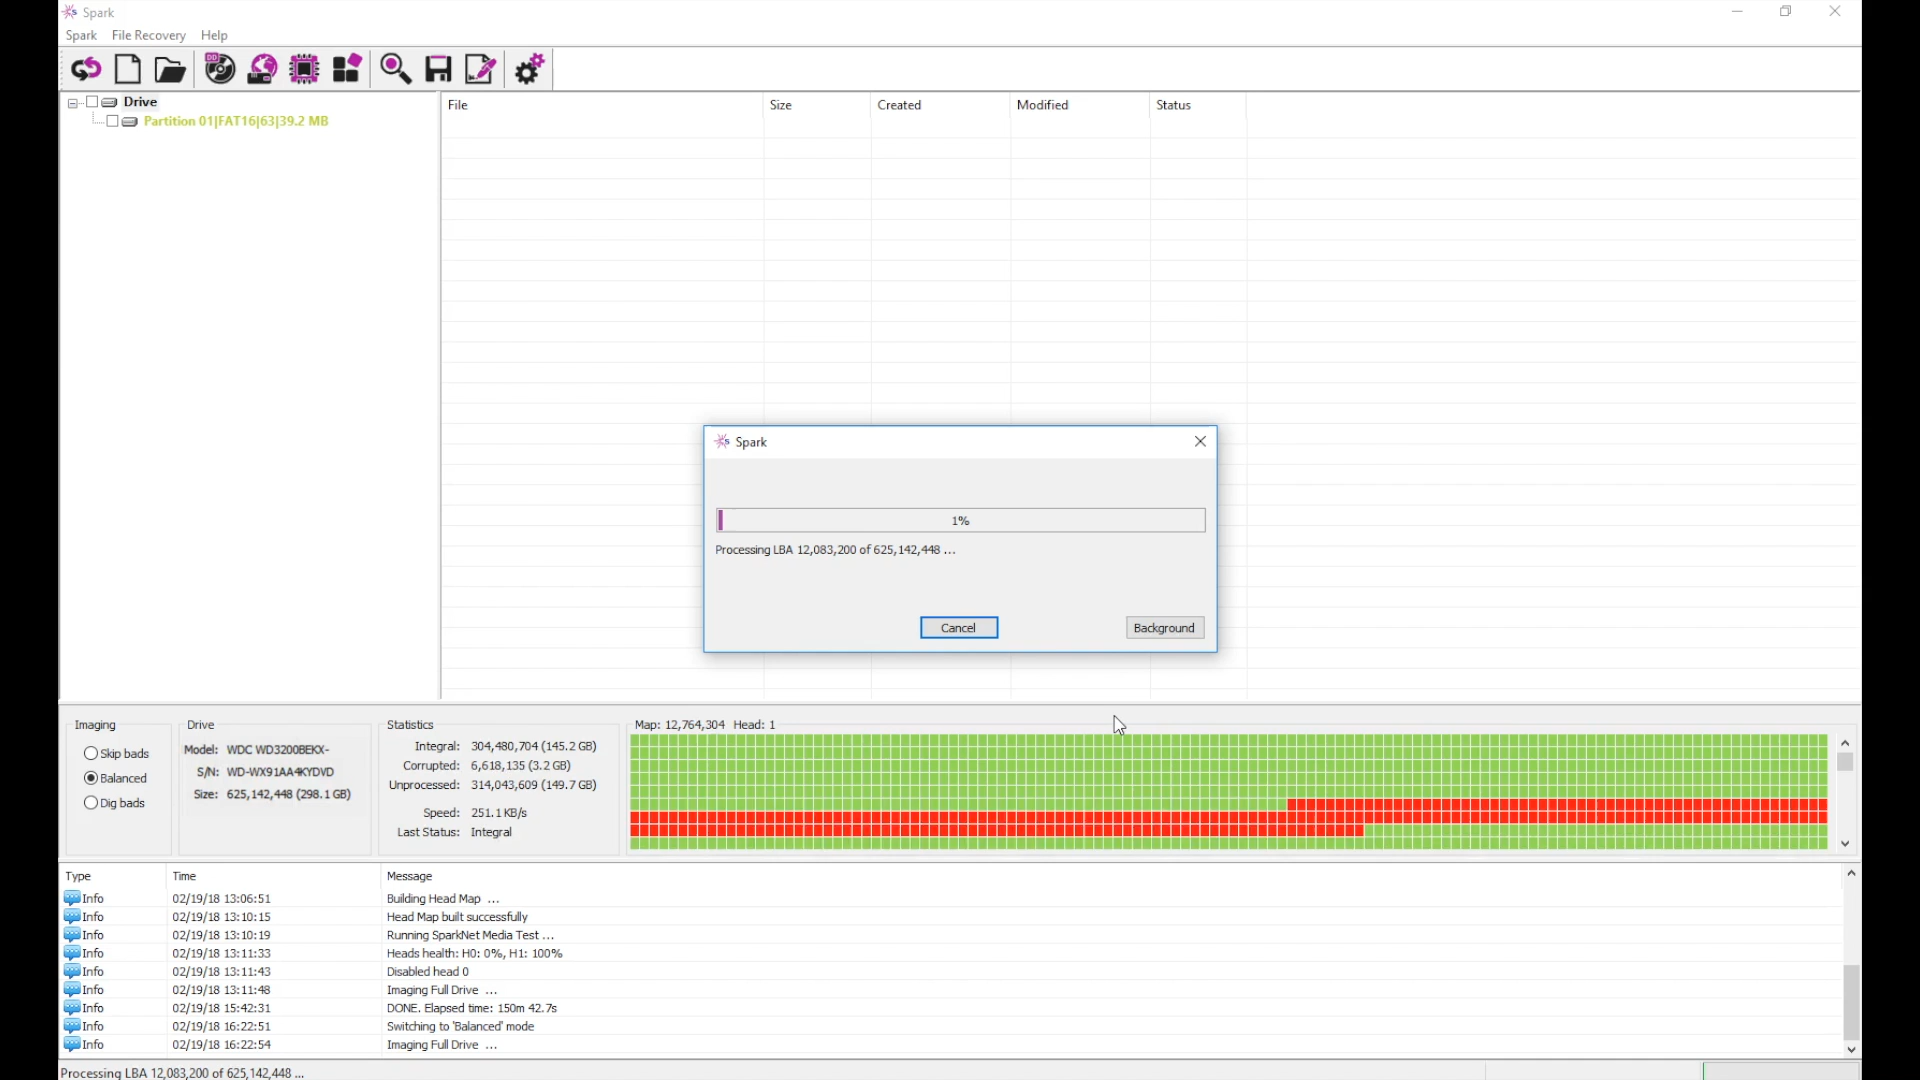 Spark
Spark File Recovery Help
DD
Drive
Partition 01|FAT16|63|39.2 MB
File Size Created Modified Status
Spark
1%
Processing LBA 12,083,200 of 625,142,448 ...
Cancel Background
Imaging
Skip bads
Balanced
Dig bads
Drive
Model: WDC WD3200BEKX-
S/N: WD-WX91AA4KYDVD
Size: 625,142,448 (298.1 GB)
Statistics
Integral: 304,480,704 (145.2 GB)
Corrupted: 6,618,135 (3.2 GB)
Unprocessed: 314,043,609 (149.7 GB)
Speed: 251.1 KB/s
Last Status: Integral
Map: 12,764,304 Head: 1
Type Time Message
Info 02/19/18 13:06:51 Building Head Map ...
Info 02/19/18 13:10:15 Head Map built successfully
Info 02/19/18 13:10:19 Running SparkNet Media Test ...
Info 02/19/18 13:11:33 Heads health: H0: 0%, H1: 100%
Info 02/19/18 13:11:43 Disabled head 0
Info 02/19/18 13:11:48 Imaging Full Drive ...
Info 02/19/18 15:42:31 DONE. Elapsed time: 150m 42.7s
Info 02/19/18 16:22:51 Switching to 'Balanced' mode
Info 02/19/18 16:22:54 Imaging Full Drive ...
Processing LBA 12,083,200 of 625,142,448 ...